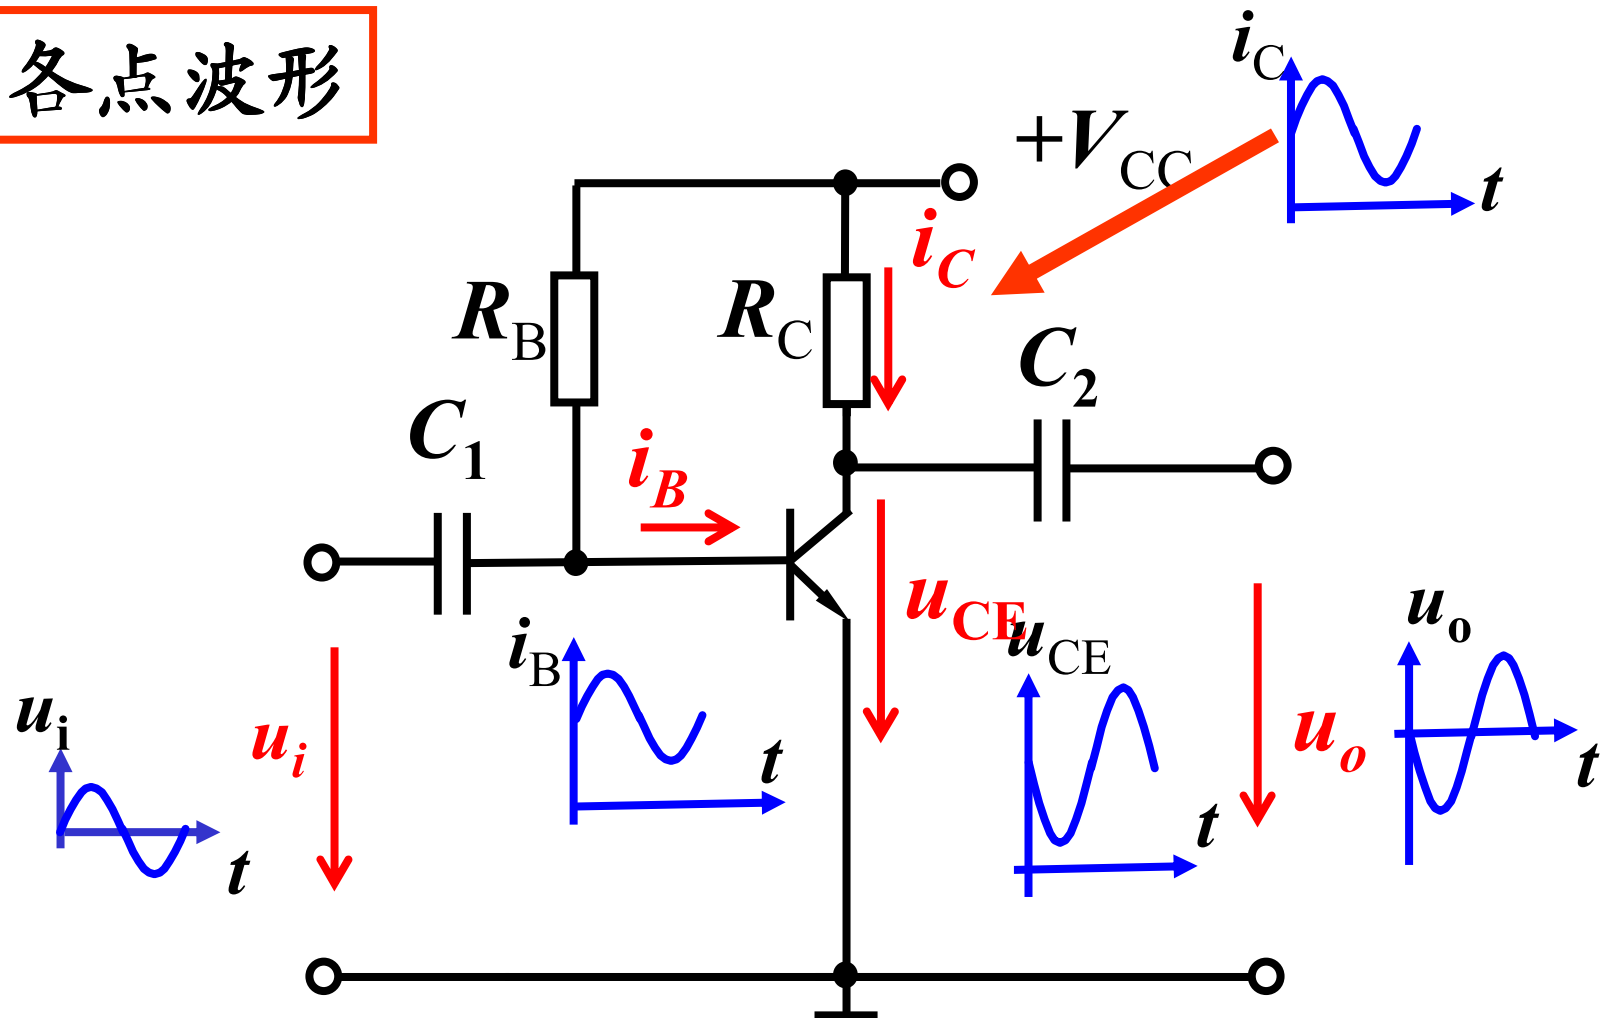 各点波形
iC
t
+VCC
iC
RB
RC
C2
C1
iB
uCE
uCE
uo
iB
t
ui
ui
t
t
uo
t